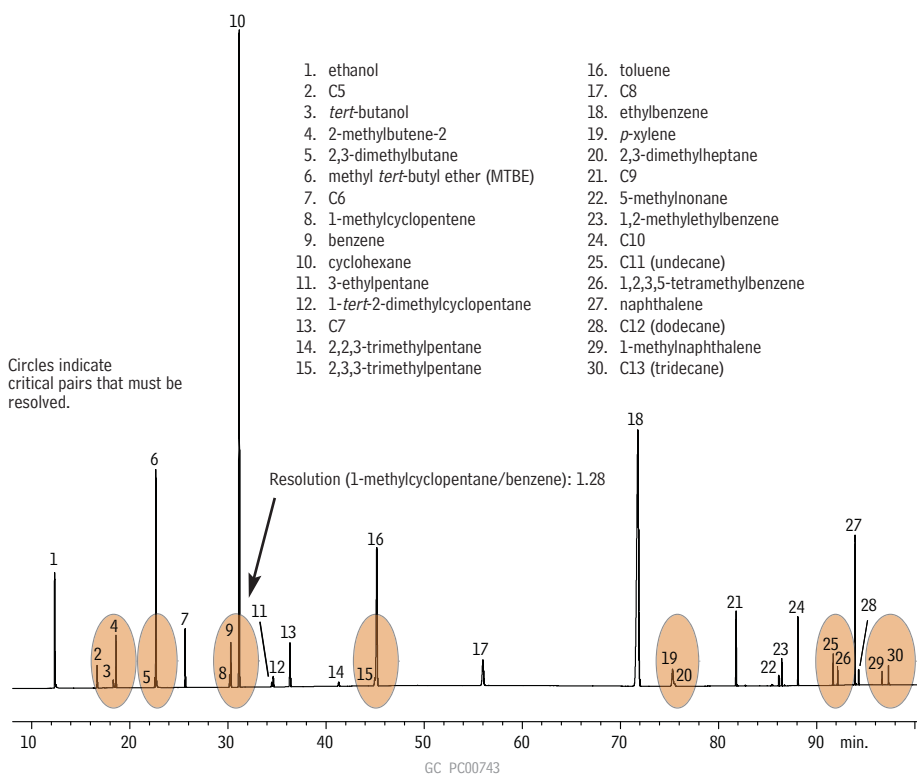 10
1. ethanol
2. C5
3. tert-butanol
4. 2-methylbutene-2
5. 2,3-dimethylbutane
6. methyl tert-butyl ether (MTBE)
7. C6
8. 1-methylcyclopentene
9. benzene
10. cyclohexane
11. 3-ethylpentane
12. 1-tert-2-dimethylcyclopentane
13. C7
14. 2,2,3-trimethylpentane
15. 2,3,3-trimethylpentane
16. toluene
17. C8
18. ethylbenzene
19. p-xylene
20. 2,3-dimethylheptane
21. C9
22. 5-methylnonane
23. 1,2-methylethylbenzene
24. C10
25. C11 (undecane)
26. 1,2,3,5-tetramethylbenzene
27. naphthalene
28. C12 (dodecane)
29. 1-methylnaphthalene
30. C13 (tridecane)
Circles indicate
critical pairs that must be
resolved.
Resolution (1-methylcyclopentane/benzene): 1.28
1
2
3
4
5
6
7
8
9
11
12
13
14
15
16
17
18
19
20
21
22
23
24
25
26
27
28
29
30
10 20 30 40 50 60 70 80 90 min.
GC_PC00743